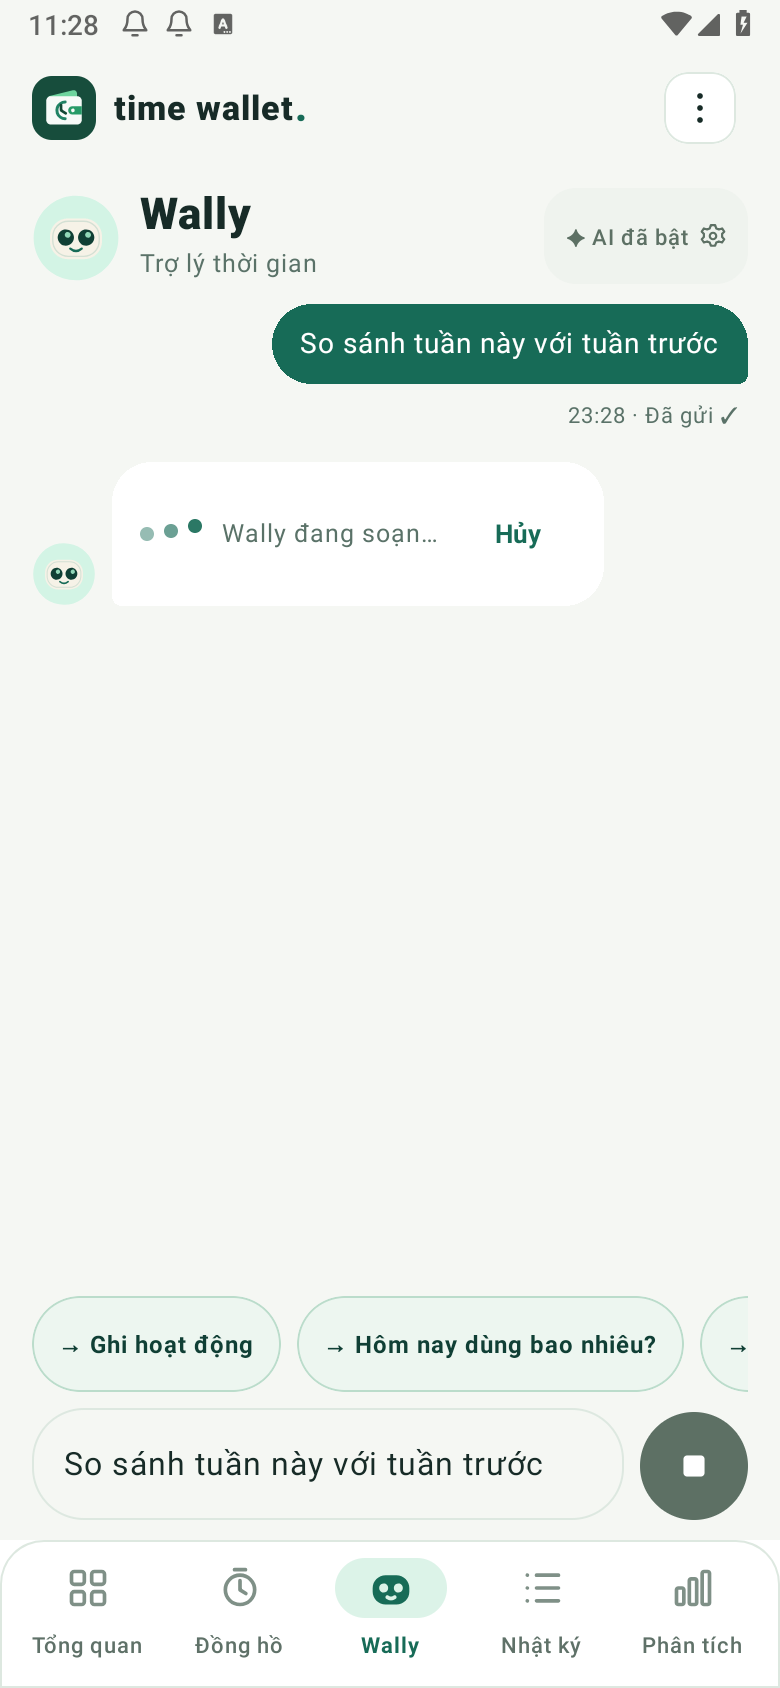 11:28
time wallet.
Wally
Trợ lý thời gian
AI đã bật
So sánh tuần này với tuần trước
23:28 · Đã gửi ✓
Wally đang soạn...
Hủy
→ Ghi hoạt động
→ Hôm nay dùng bao nhiêu?
→
So sánh tuần này với tuần trước
Tổng quan
Đồng hồ
Wally
Nhật ký
Phân tích